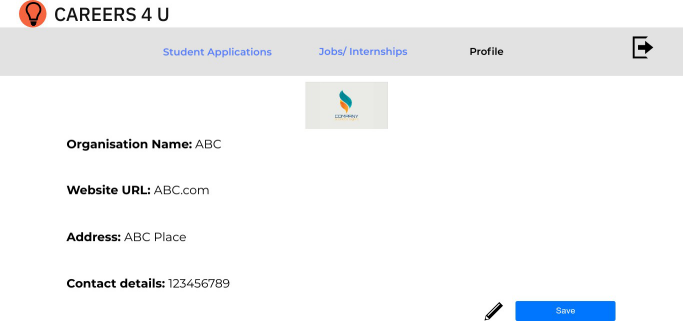 CAREERS 4 U
Student Applications Jobs/ Internships Profile
COMPANY
Organisation Name: ABC
Website URL: ABC.com
Address: ABC Place
Contact details: 123456789
Save